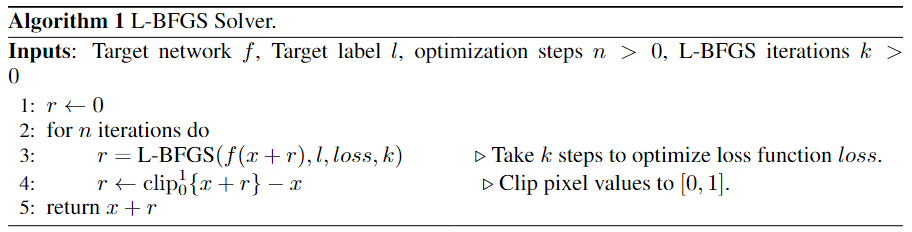 Algorithm 1 L-BFGS Solver.
Inputs: Target network f, Target label l, optimization steps n > 0, L-BFGS iterations k >
0
1: r ← 0
2: for n iterations do
3: r = L-BFGS(f(x + r), l, loss, k) ▷ Take k steps to optimize loss function loss.
4: r ← clip₀¹{x + r} − x ▷ Clip pixel values to [0, 1].
5: return x + r